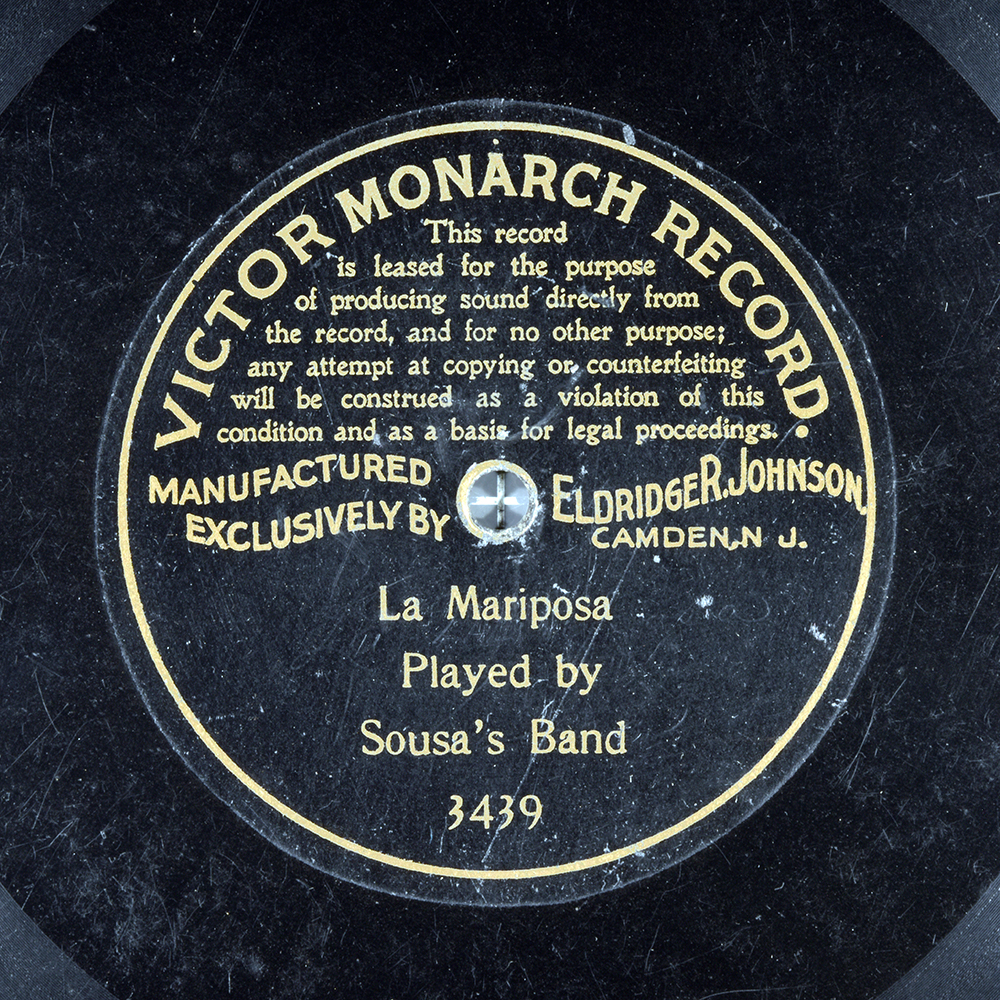 VICTOR MONARCH RECORD.
This record
is leased for the purpose
of producing sound directly from
the record, and for no other purpose;
any attempt at copying or counterfeiting
will be construed as a violation of this
condition and as a basis for legal proceedings.
MANUFACTURED
EXCLUSIVELY BY
ELDRIDGE R. JOHNSON,
CAMDEN, N J.
La Mariposa
Played by
Sousa's Band
3439